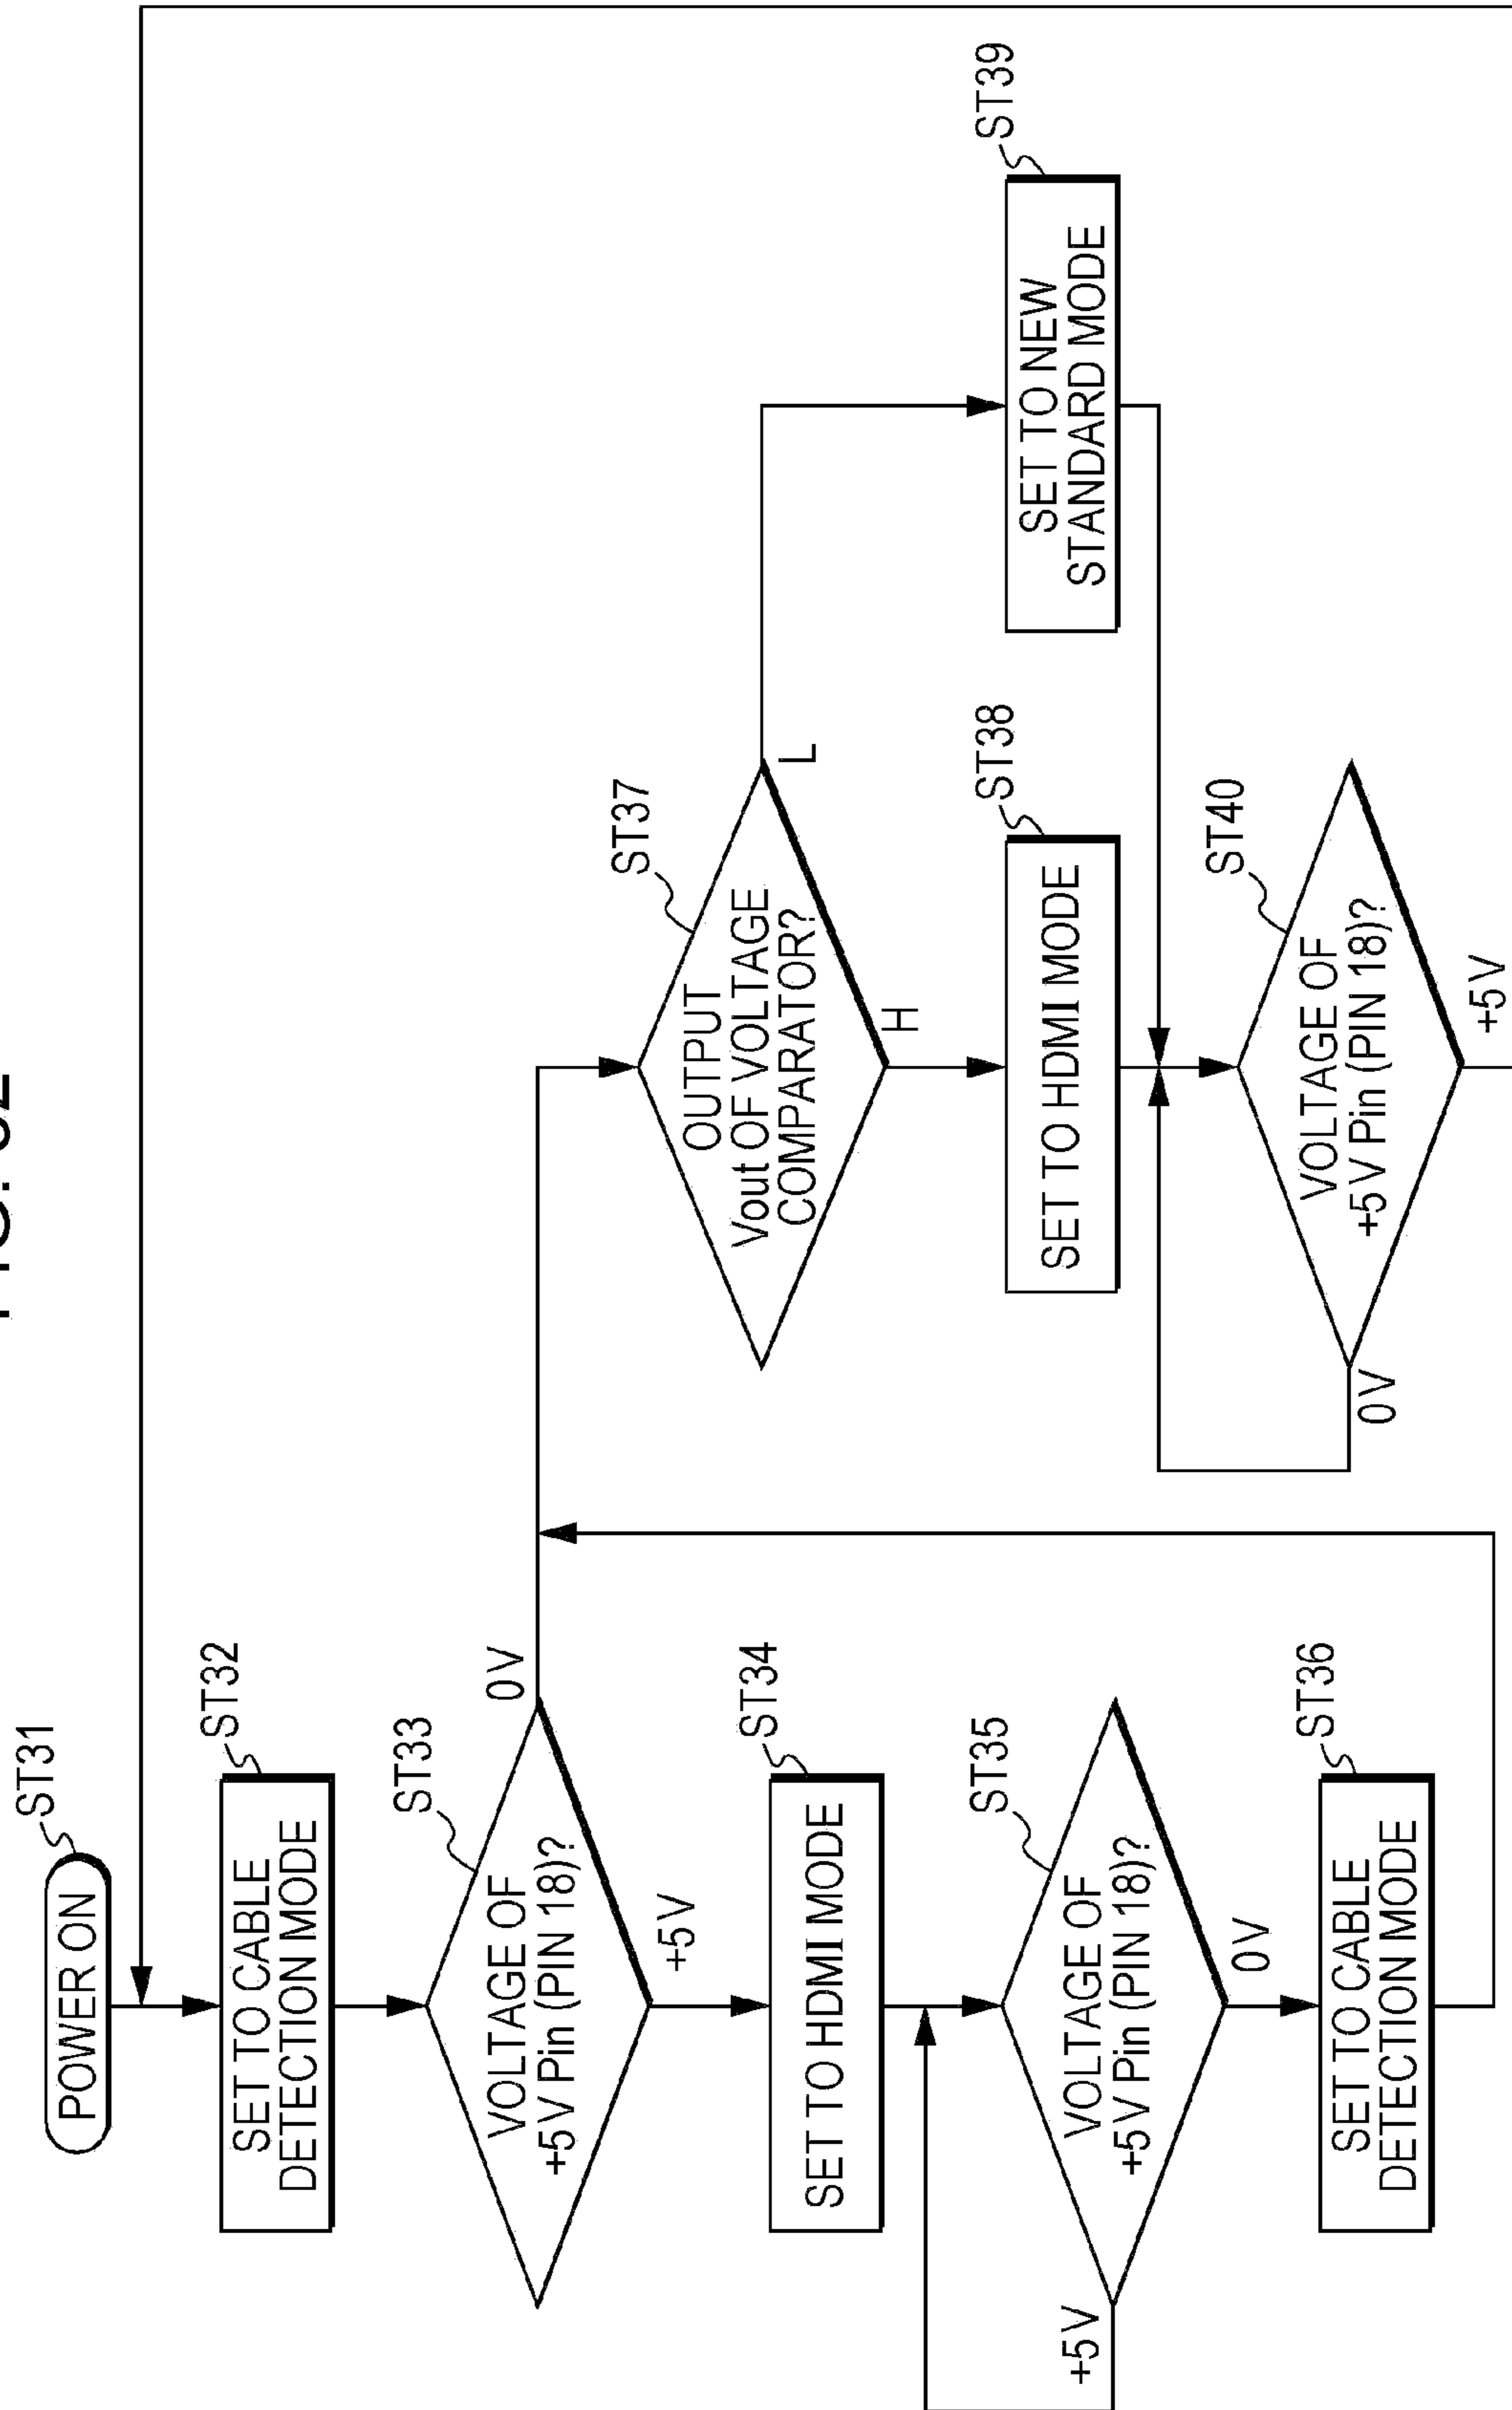 POWER ON
ST31
SET TO CABLE
DETECTION MODE
ST32
VOLTAGE OF
+5 V Pin (PIN 18)?
ST33
0 V
+5 V
SET TO HDMI MODE
ST34
VOLTAGE OF
+5 V Pin (PIN 18)?
ST35
+5 V
0 V
SET TO CABLE
DETECTION MODE
ST36
OUTPUT
Vout OF VOLTAGE
COMPARATOR?
ST37
L
H
SET TO HDMI MODE
ST38
SET TO NEW
STANDARD MODE
ST39
VOLTAGE OF
+5 V Pin (PIN 18)?
ST40
0 V
+5 V